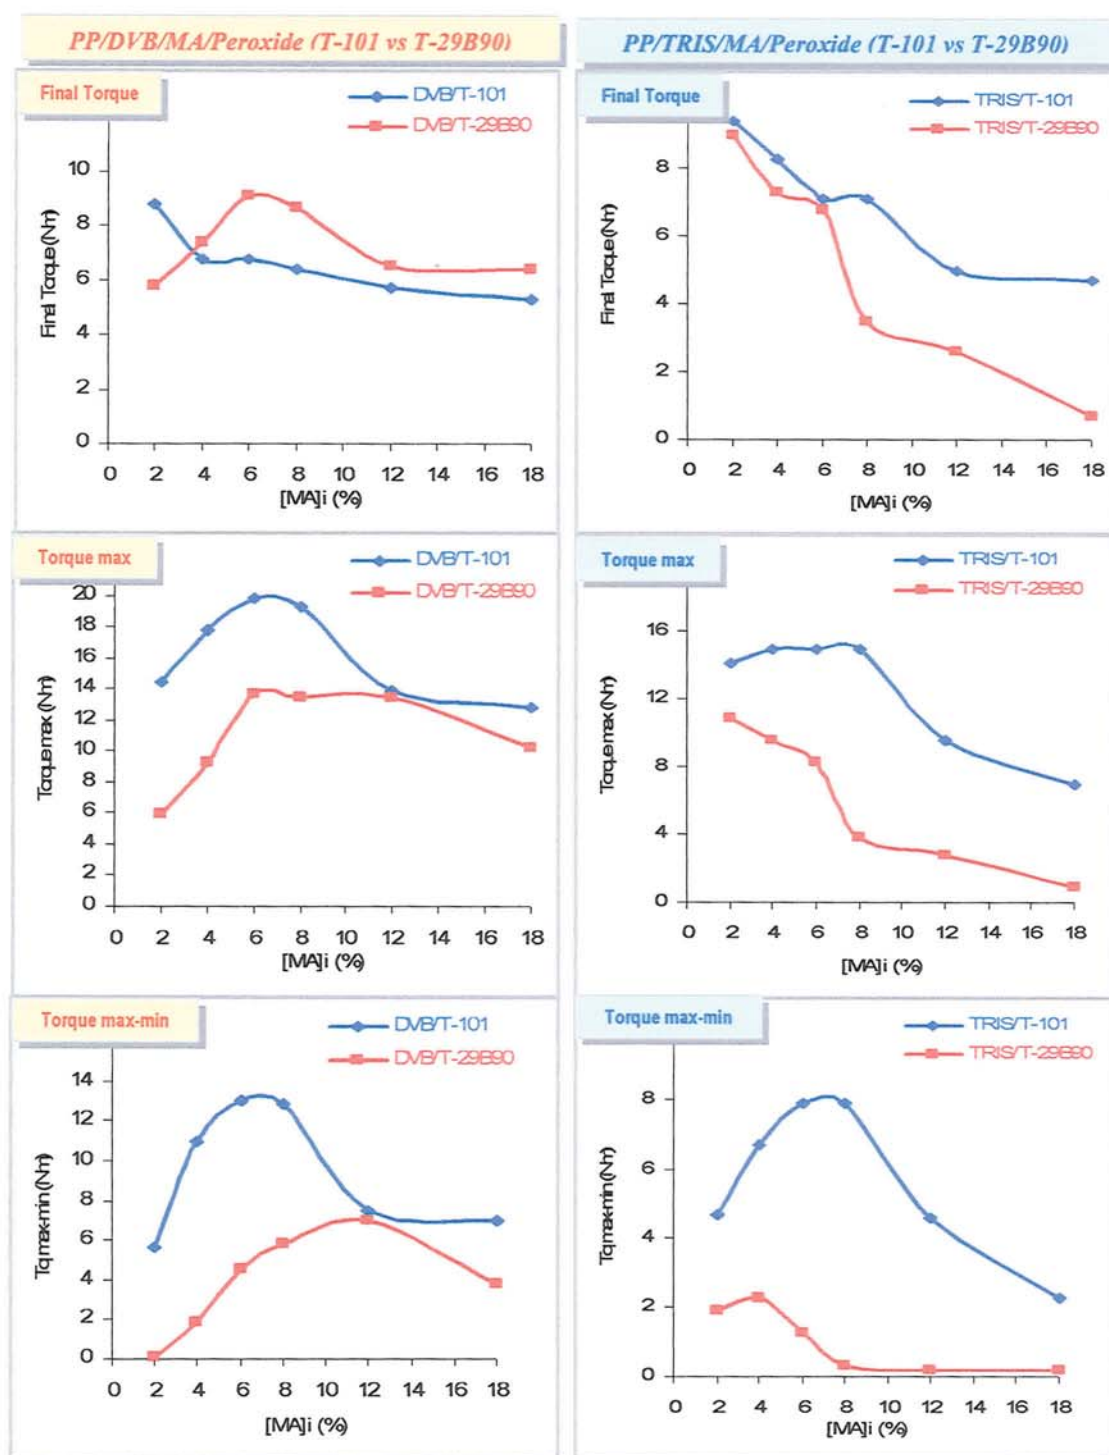 PP/DVB/MA/Peroxide (T-101 vs T-29B90)
PP/TRIS/MA/Peroxide (T-101 vs T-29B90)
Final Torque
DVB/T-101
DVB/T-29B90
Final Torque (Nm)
10
8
6
4
2
0
0 2 4 6 8 10 12 14 16 18
[MA]i (%)
Final Torque
TRIS/T-101
TRIS/T-29B90
Final Torque (Nm)
8
6
4
2
0
0 2 4 6 8 10 12 14 16 18
[MA]i (%)
Torque max
DVB/T-101
DVB/T-29B90
Torque max (Nm)
20
18
16
14
12
10
8
6
4
2
0
0 2 4 6 8 10 12 14 16 18
[MA]i (%)
Torque max
TRIS/T-101
TRIS/T-29B90
Torque max (Nm)
16
12
8
4
0
0 2 4 6 8 10 12 14 16 18
[MA]i (%)
Torque max-min
DVB/T-101
DVB/T-29B90
Tq max-min (Nm)
14
12
10
8
6
4
2
0
0 2 4 6 8 10 12 14 16 18
[MA]i (%)
Torque max-min
TRIS/T-101
TRIS/T-29B90
Tq max-min (Nm)
8
6
4
2
0
0 2 4 6 8 10 12 14 16 18
[MA]i (%)